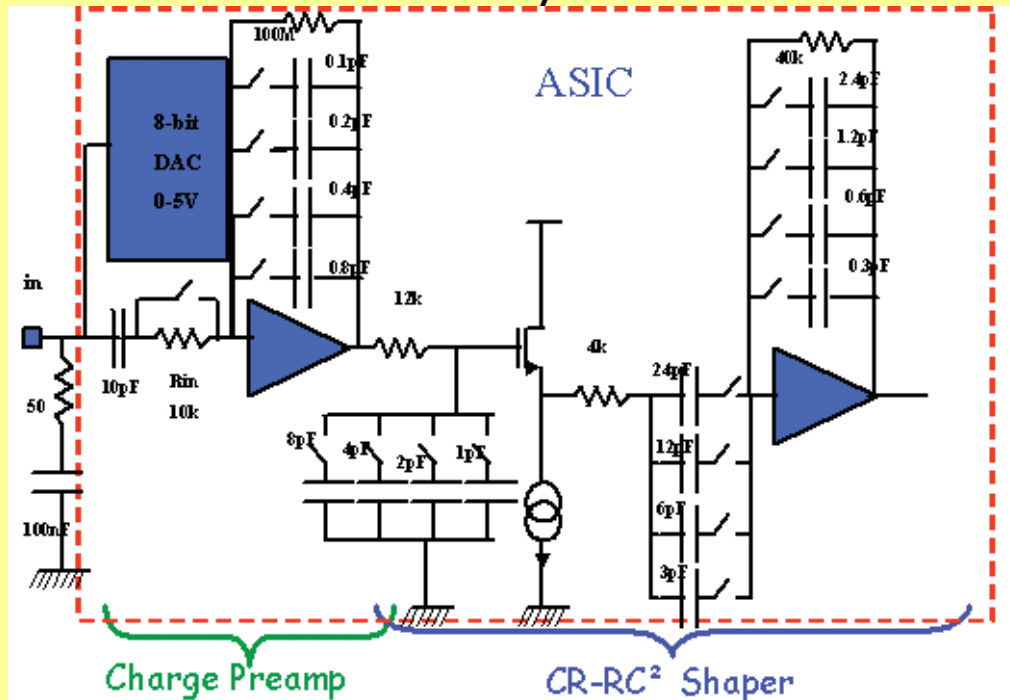 100M
0.1pF
ASIC
40k
2.4pF
8-bit
DAC
0-5V
0.2pF
1.2pF
0.4pF
0.6pF
0.8pF
0.3pF
in
12k
4k
10pF
Rin
10k
24pF
50
8pF
4pF
2pF
1pF
12pF
100nF
6pF
3pF
Charge Preamp
CR-RC² Shaper